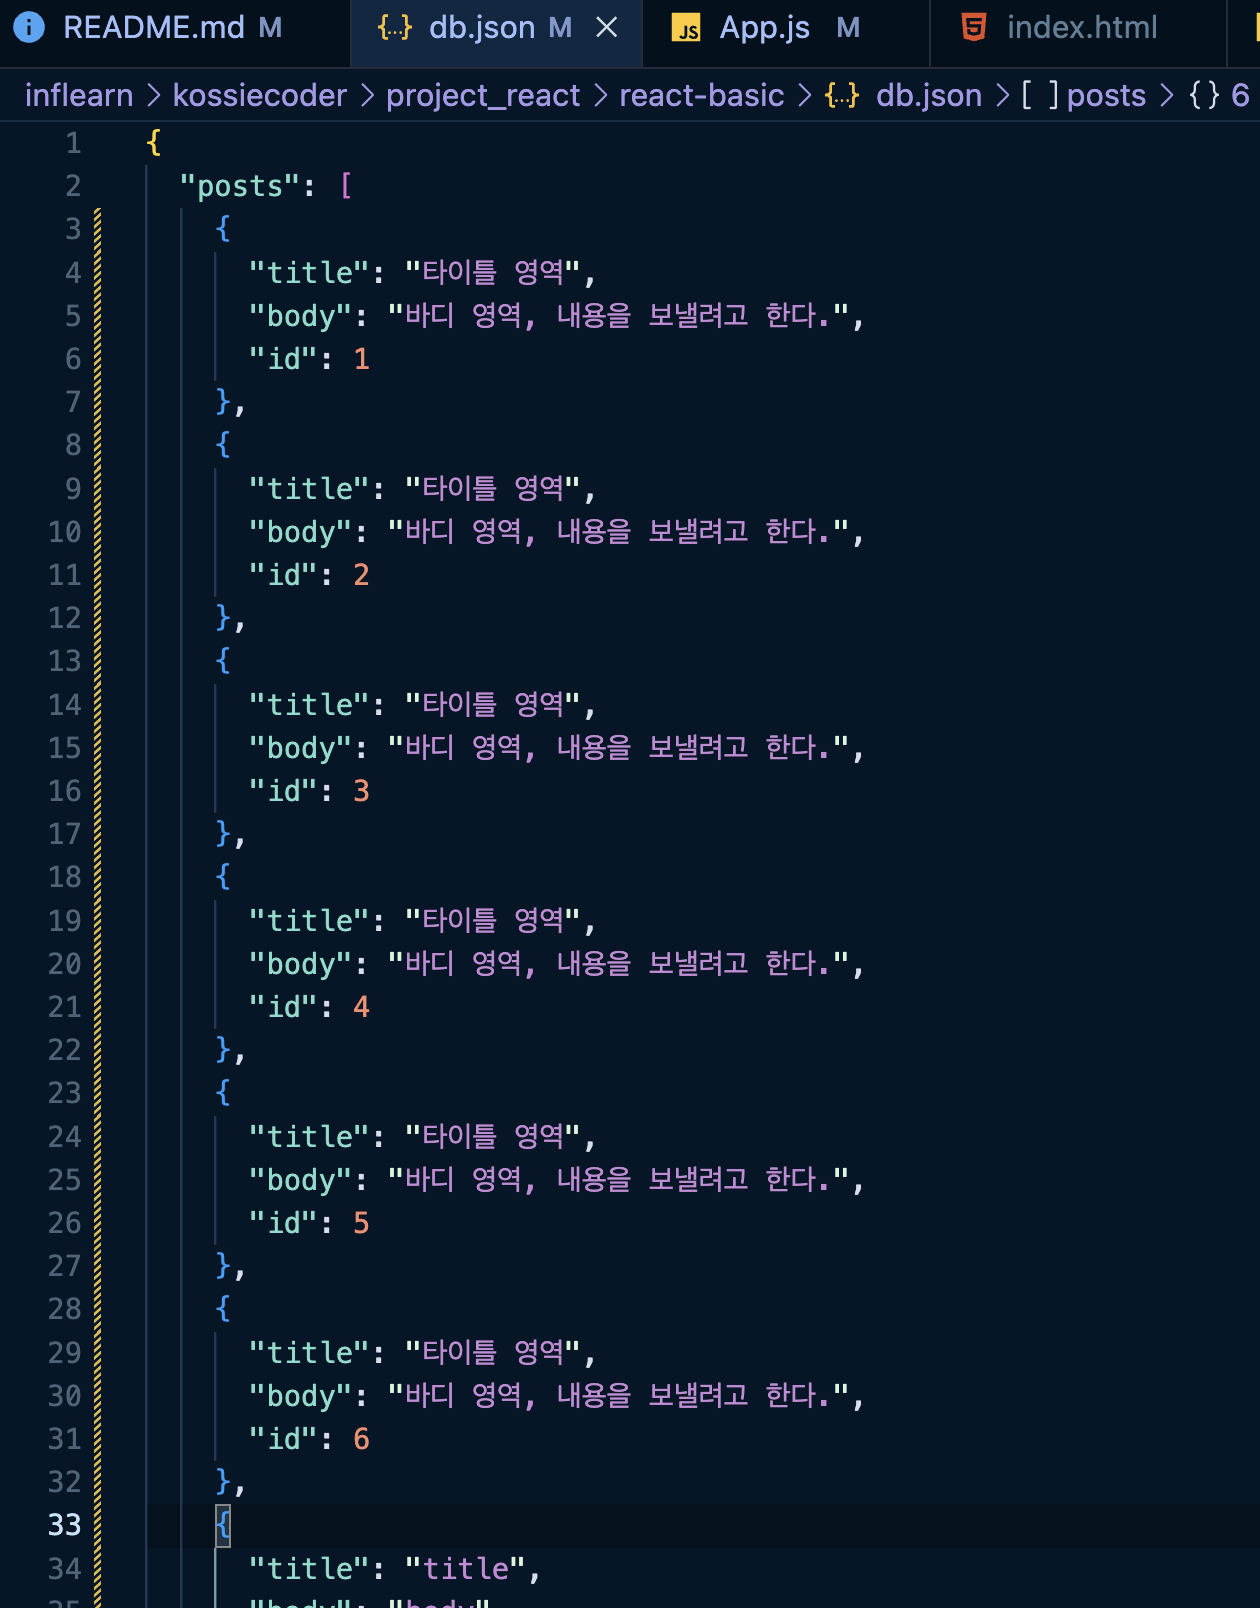 README.md M db.json M App.js M index.html
inflearn > kossiecoder > project_react > react-basic > {..} db.json > [ ] posts > { } 6
1 {
2 "posts": [
3 {
4 "title": "타이틀 영역",
5 "body": "바디 영역, 내용을 보낼려고 한다.",
6 "id": 1
7 },
8 {
9 "title": "타이틀 영역",
10 "body": "바디 영역, 내용을 보낼려고 한다.",
11 "id": 2
12 },
13 {
14 "title": "타이틀 영역",
15 "body": "바디 영역, 내용을 보낼려고 한다.",
16 "id": 3
17 },
18 {
19 "title": "타이틀 영역",
20 "body": "바디 영역, 내용을 보낼려고 한다.",
21 "id": 4
22 },
23 {
24 "title": "타이틀 영역",
25 "body": "바디 영역, 내용을 보낼려고 한다.",
26 "id": 5
27 },
28 {
29 "title": "타이틀 영역",
30 "body": "바디 영역, 내용을 보낼려고 한다.",
31 "id": 6
32 },
33 {
34 "title": "title",
35 "body": "body"